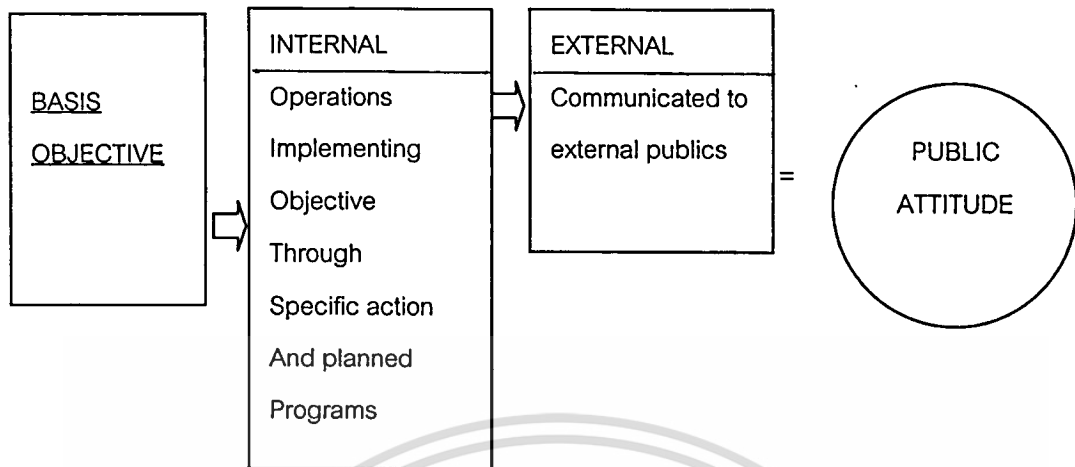 BASIS
OBJECTIVE
INTERNAL
Operations
Implementing
Objective
Through
Specific action
And planned
Programs
EXTERNAL
Communicated to
external publics
=
PUBLIC
ATTITUDE